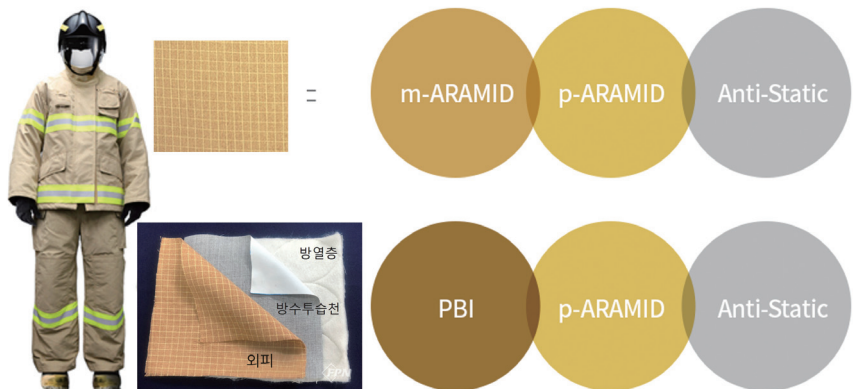 =
m-ARAMID
p-ARAMID
Anti-Static
방열층
방수투습천
외피
FPN
PBI
p-ARAMID
Anti-Static